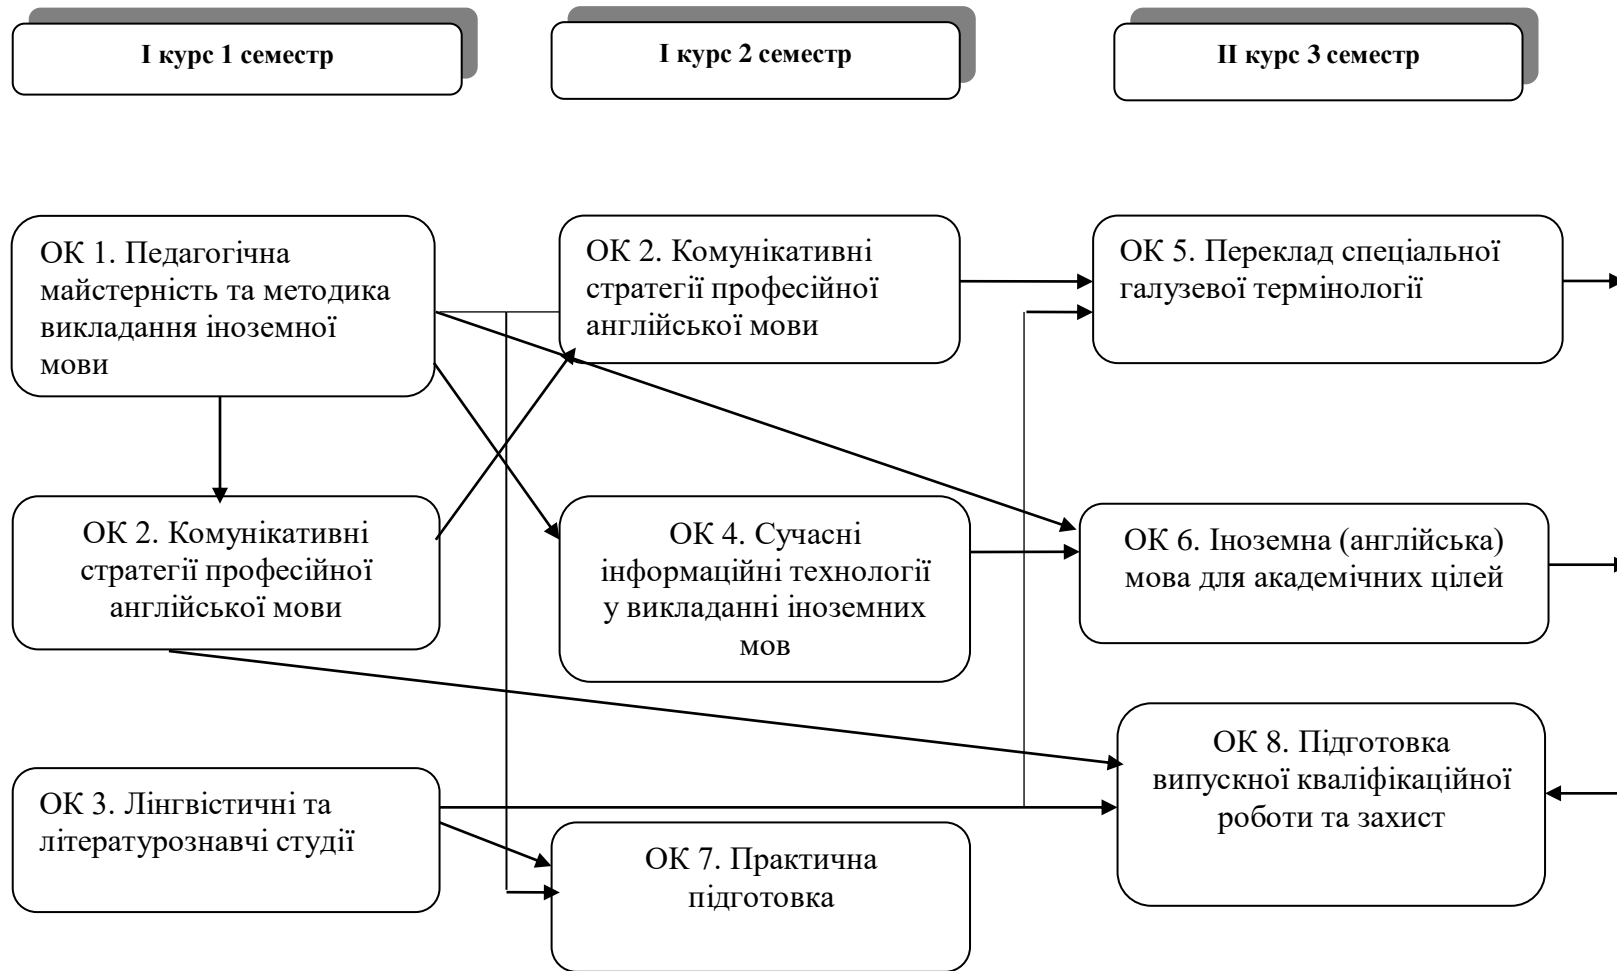 І курс 1 семестр
І курс 2 семестр
ІІ курс 3 семестр
ОК 1. Педагогічна
майстерність та методика
викладання іноземної
мови
ОК 2. Комунікативні
стратегії професійної
англійської мови
ОК 5. Переклад спеціальної
галузевої термінології
ОК 2. Комунікативні
стратегії професійної
англійської мови
ОК 4. Сучасні
інформаційні технології
у викладанні іноземних
мов
ОК 6. Іноземна (англійська)
мова для академічних цілей
ОК 3. Лінгвістичні та
літературознавчі студії
ОК 7. Практична
підготовка
ОК 8. Підготовка
випускної кваліфікаційної
роботи та захист